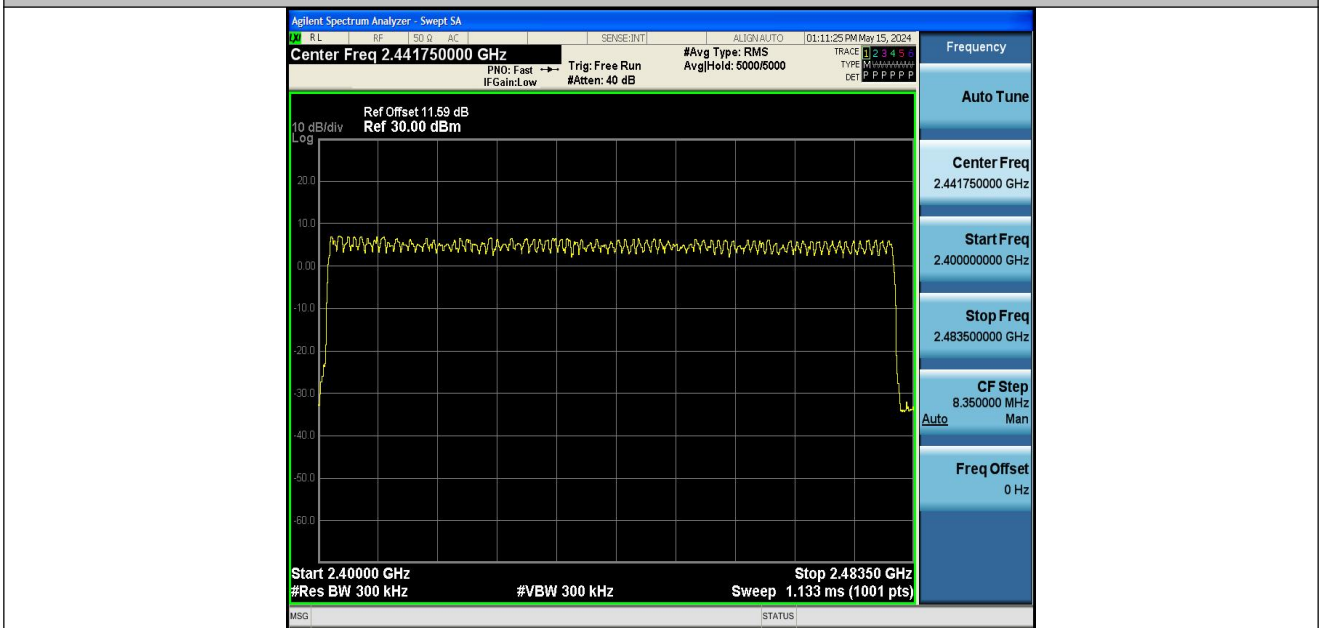 Agilent Spectrum Analyzer - Swept SA
LXI RL RF 50 Ω AC SENSE:INT ALIGN AUTO 01:11:25 PM May 15, 2024
Center Freq 2.441750000 GHz
PNO: Fast
IFGain:Low
Trig: Free Run
#Atten: 40 dB
#Avg Type: RMS
Avg|Hold: 5000/5000
TRACE 1 2 3 4 5 6
TYPE M W W W W W
DET P P P P P P
Ref Offset 11.59 dB
10 dB/div Ref 30.00 dBm
Log
20.0
10.0
0.00
-10.0
-20.0
-30.0
-40.0
-50.0
-60.0
Start 2.40000 GHz Stop 2.48350 GHz
#Res BW 300 kHz #VBW 300 kHz Sweep 1.133 ms (1001 pts)
MSG STATUS
Frequency
Auto Tune
Center Freq
2.441750000 GHz
Start Freq
2.400000000 GHz
Stop Freq
2.483500000 GHz
CF Step
8.350000 MHz
Auto Man
Freq Offset
0 Hz